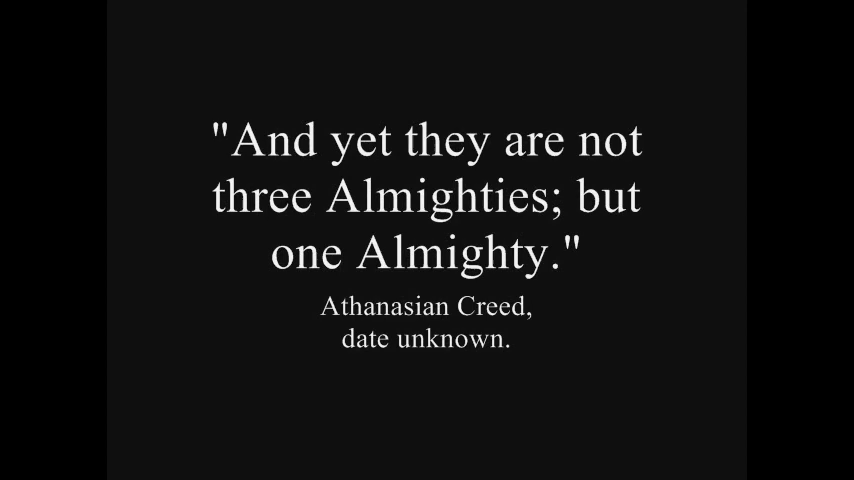 "And yet they are not
three Almighties; but
one Almighty."
Athanasian Creed,
date unknown.